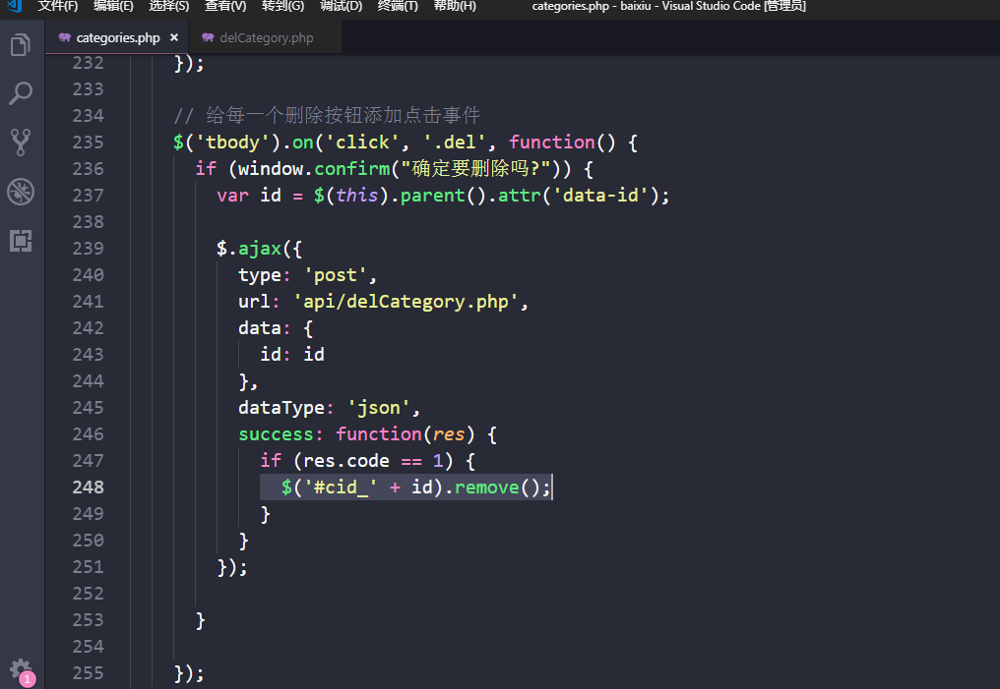 文件(F) 编辑(E) 选择(S) 查看(V) 转到(G) 调试(D) 终端(T) 帮助(H) categories.php - baixiu - Visual Studio Code [管理员]
categories.php × delCategory.php
232 });
233
234 // 给每一个删除按钮添加点击事件
235 $('tbody').on('click', '.del', function() {
236 if (window.confirm("确定要删除吗?")) {
237 var id = $(this).parent().attr('data-id');
238
239 $.ajax({
240 type: 'post',
241 url: 'api/delCategory.php',
242 data: {
243 id: id
244 },
245 dataType: 'json',
246 success: function(res) {
247 if (res.code == 1) {
248 $('#cid_' + id).remove();
249 }
250 }
251 });
252
253 }
254
255 });
1